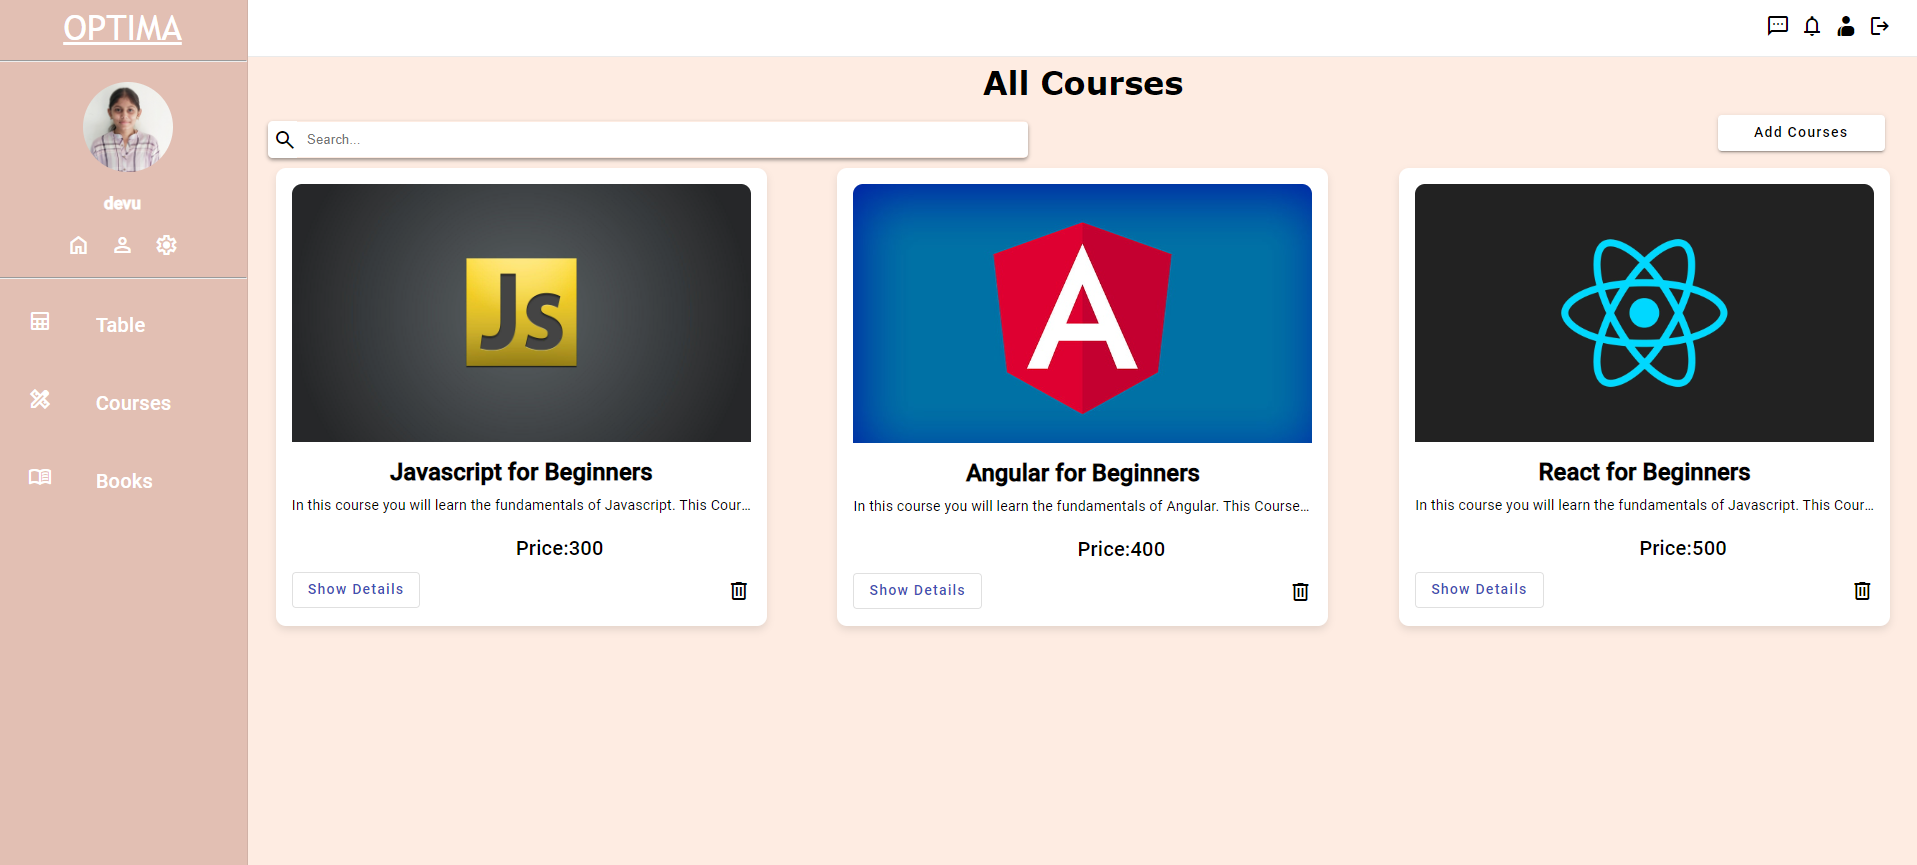 OPTIMA
devu
Table
Courses
Books
All Courses
Search...
Add Courses
Js
Javascript for Beginners
In this course you will learn the fundamentals of Javascript. This Cour...
Price:300
Show Details
A
Angular for Beginners
In this course you will learn the fundamentals of Angular. This Course...
Price:400
Show Details
React for Beginners
In this course you will learn the fundamentals of Javascript. This Cour...
Price:500
Show Details